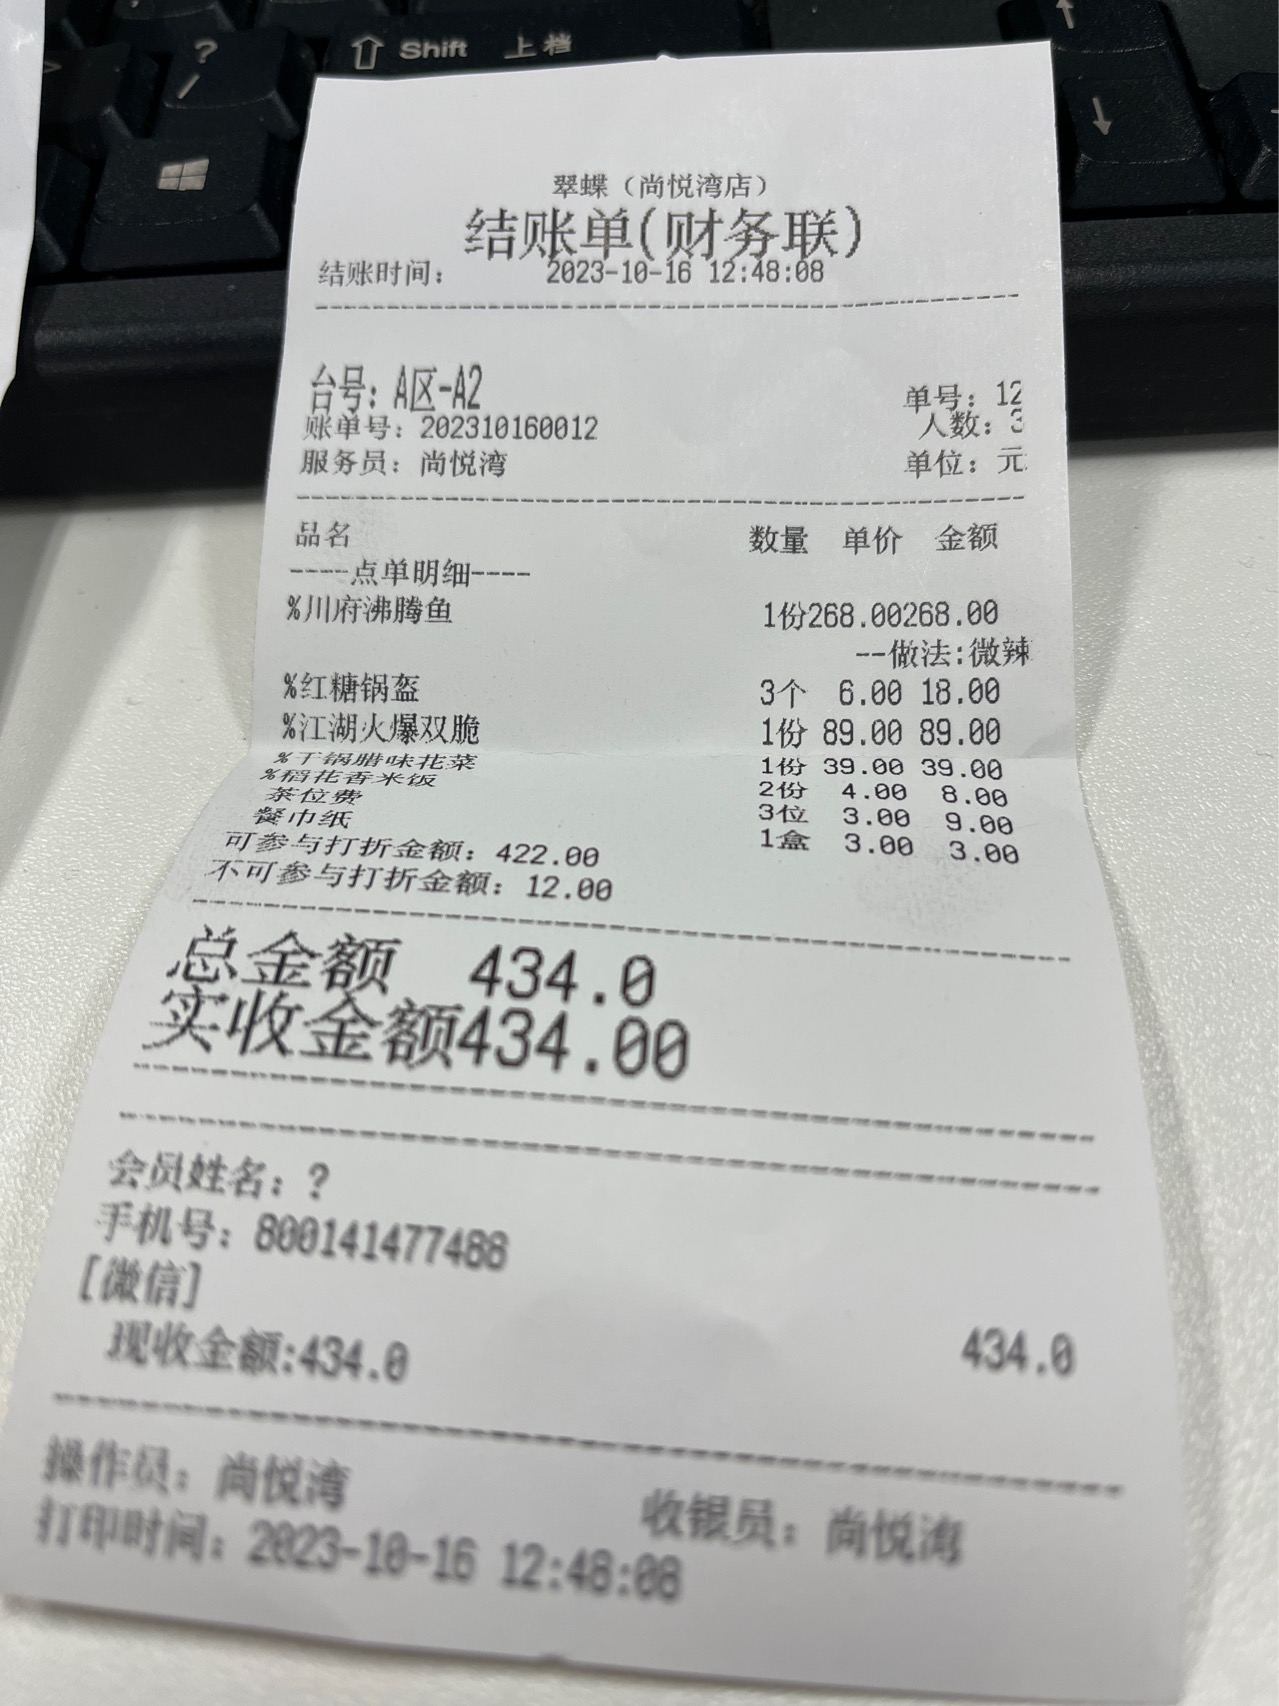 ? /
Shift 上档
↑
↓
翠蝶（尚悦湾店）
结账单(财务联)
结账时间： 2023-10-16 12:48:08
台号：A区-A2
单号：12
账单号：202310160012
人数：3
服务员：尚悦湾
单位：元
品名 数量 单价 金额
----点单明细----
%川府沸腾鱼 1份268.00268.00
--做法:微辣
%红糖锅盔 3个 6.00 18.00
%江湖火爆双脆 1份 89.00 89.00
%干锅腊味花菜 1份 39.00 39.00
%稻花香米饭 2份 4.00 8.00
茶位费 3位 3.00 9.00
餐巾纸 1盒 3.00 3.00
可参与打折金额：422.00
不可参与打折金额：12.00
总金额 434.0
实收金额434.00
会员姓名：?
手机号：800141477488
[微信]
现收金额:434.0 434.0
操作员：尚悦湾 收银员：尚悦湾
打印时间：2023-10-16 12:48:08